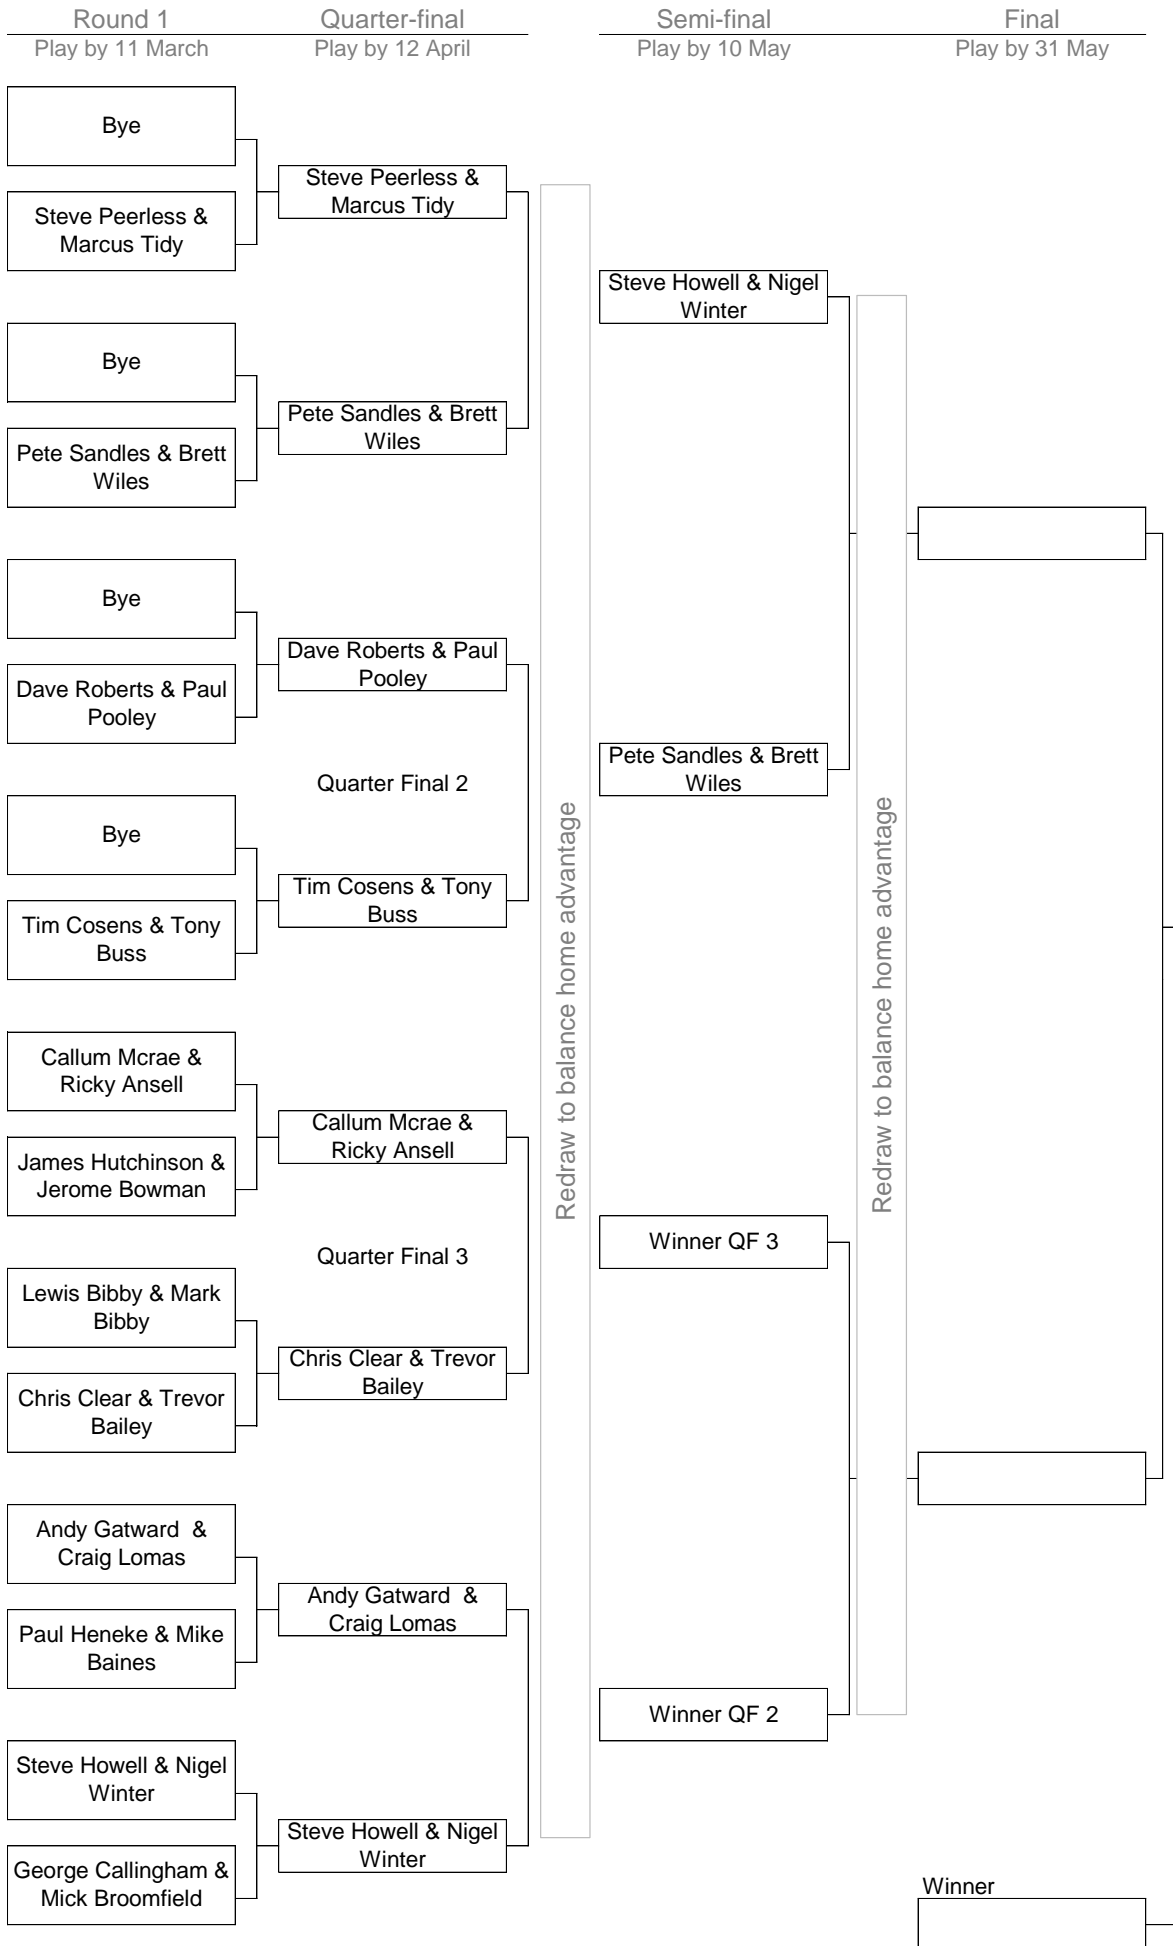 Round 1
Play by 11 March
Quarter-final
Play by 12 April
Semi-final
Play by 10 May
Final
Play by 31 May
Bye
Steve Peerless &
Marcus Tidy
Bye
Pete Sandles & Brett
Wiles
Bye
Dave Roberts & Paul
Pooley
Bye
Tim Cosens & Tony
Buss
Callum Mcrae &
Ricky Ansell
James Hutchinson &
Jerome Bowman
Lewis Bibby & Mark
Bibby
Chris Clear & Trevor
Bailey
Andy Gatward  &
Craig Lomas
Paul Heneke & Mike
Baines
Steve Howell & Nigel
Winter
George Callingham &
Mick Broomfield
Steve Peerless &
Marcus Tidy
Pete Sandles & Brett
Wiles
Dave Roberts & Paul
Pooley
Quarter Final 2
Tim Cosens & Tony
Buss
Callum Mcrae &
Ricky Ansell
Quarter Final 3
Chris Clear & Trevor
Bailey
Andy Gatward  &
Craig Lomas
Steve Howell & Nigel
Winter
Redraw to balance home advantage
Steve Howell & Nigel
Winter
Pete Sandles & Brett
Wiles
Winner QF 3
Winner QF 2
Redraw to balance home advantage
Winner